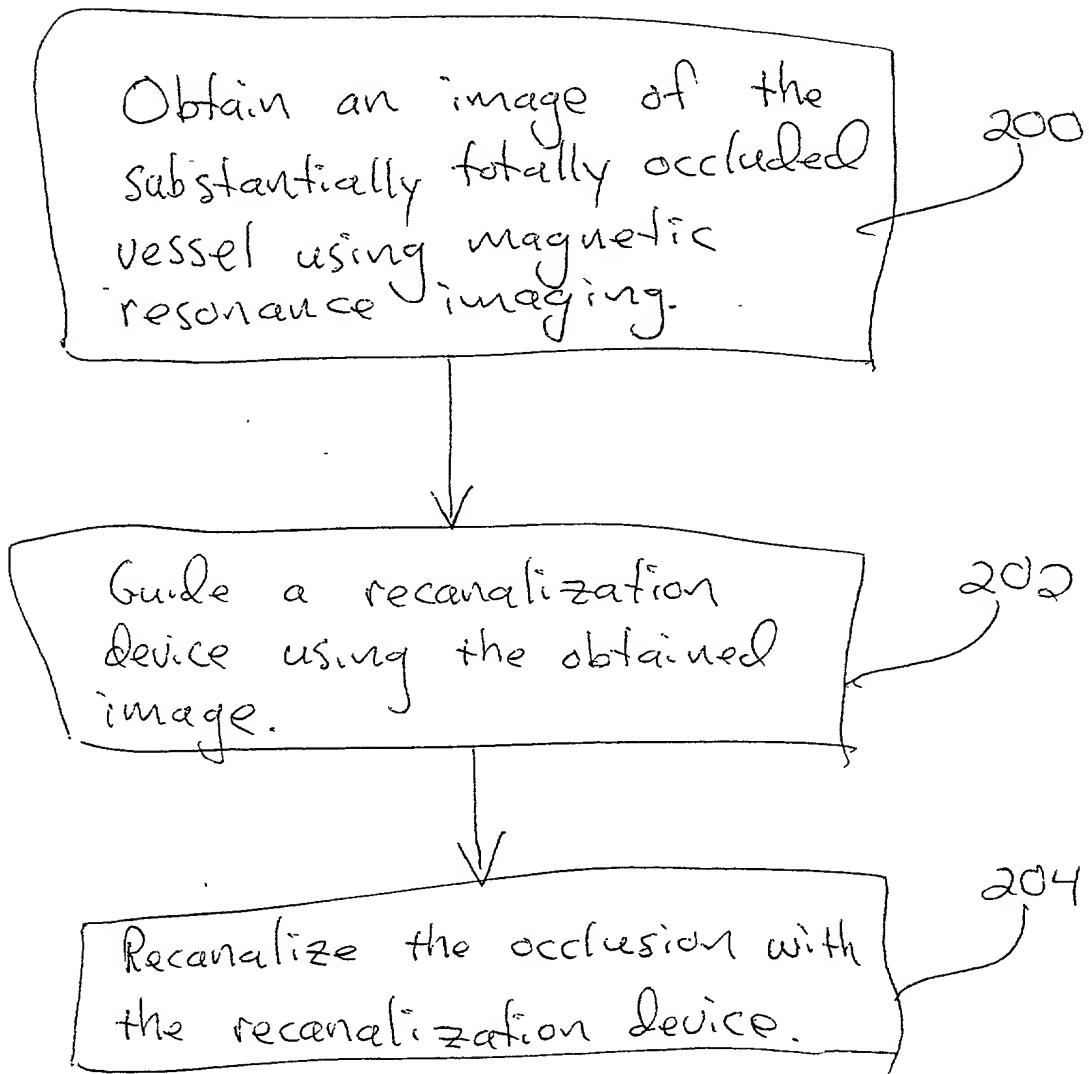 Obtain an image of the
substantially totally occluded
vessel using magnetic
resonance imaging.
200
Guide a recanalization
device using the obtained
image.
202
Recanalize the occlusion with
the recanalization device.
204